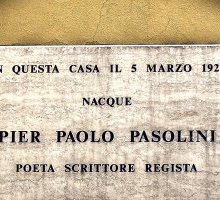 N QUESTA CASA IL 5 MARZO 192
NACQUE
PIER PAOLO PASOLINI
POETA SCRITTORE REGISTA